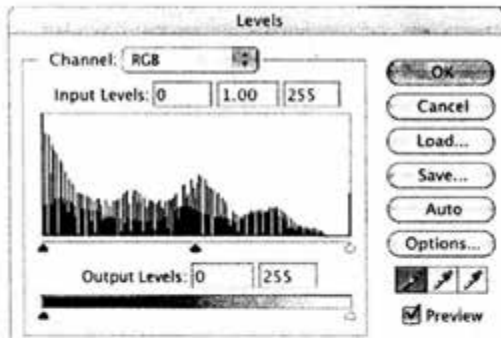 Levels
Channel: RGB
Input Levels: 0 1.00 255
Output Levels: 0 255
OK
Cancel
Load...
Save...
Auto
Options...
Preview